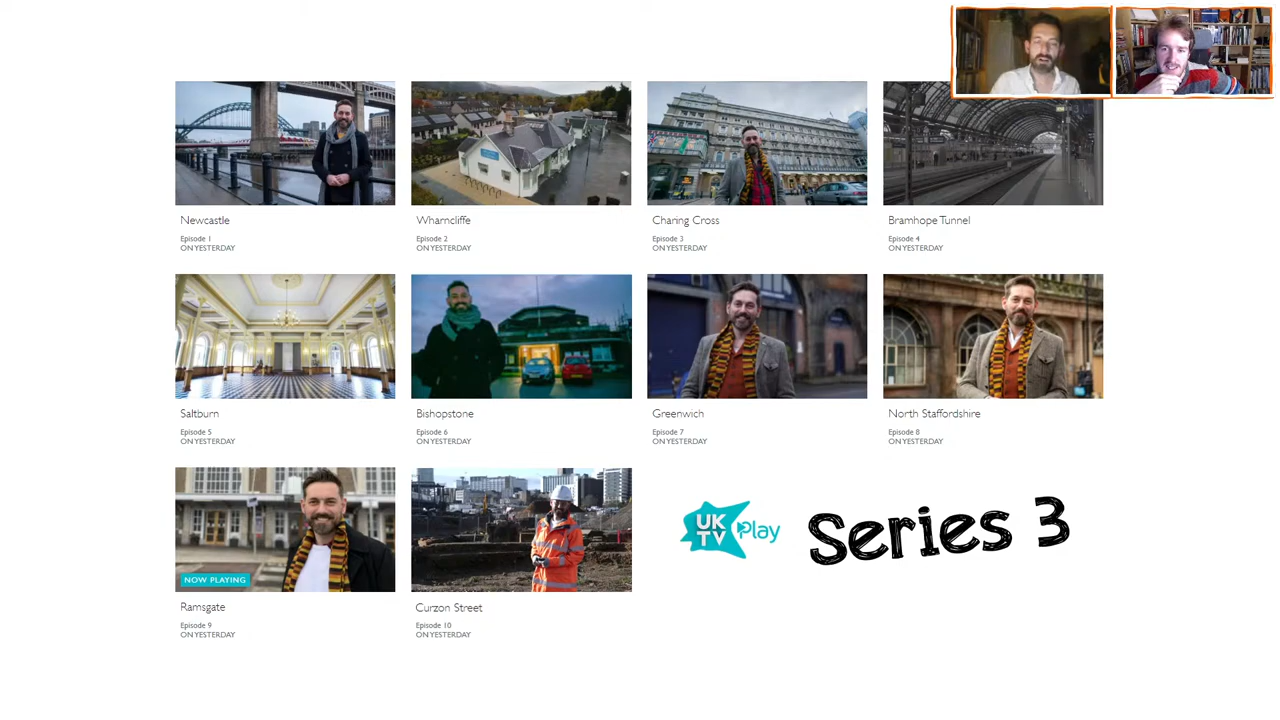 Newcastle
Episode 1
ON YESTERDAY
Wharncliffe
Episode 2
ON YESTERDAY
Charing Cross
Episode 3
ON YESTERDAY
Bramhope Tunnel
Episode 4
ON YESTERDAY
Saltburn
Episode 5
ON YESTERDAY
Bishopstone
Episode 6
ON YESTERDAY
Greenwich
Episode 7
ON YESTERDAY
North Staffordshire
Episode 8
ON YESTERDAY
NOW PLAYING
Ramsgate
Episode 9
ON YESTERDAY
Curzon Street
Episode 10
ON YESTERDAY
UK
TV Play
Series 3